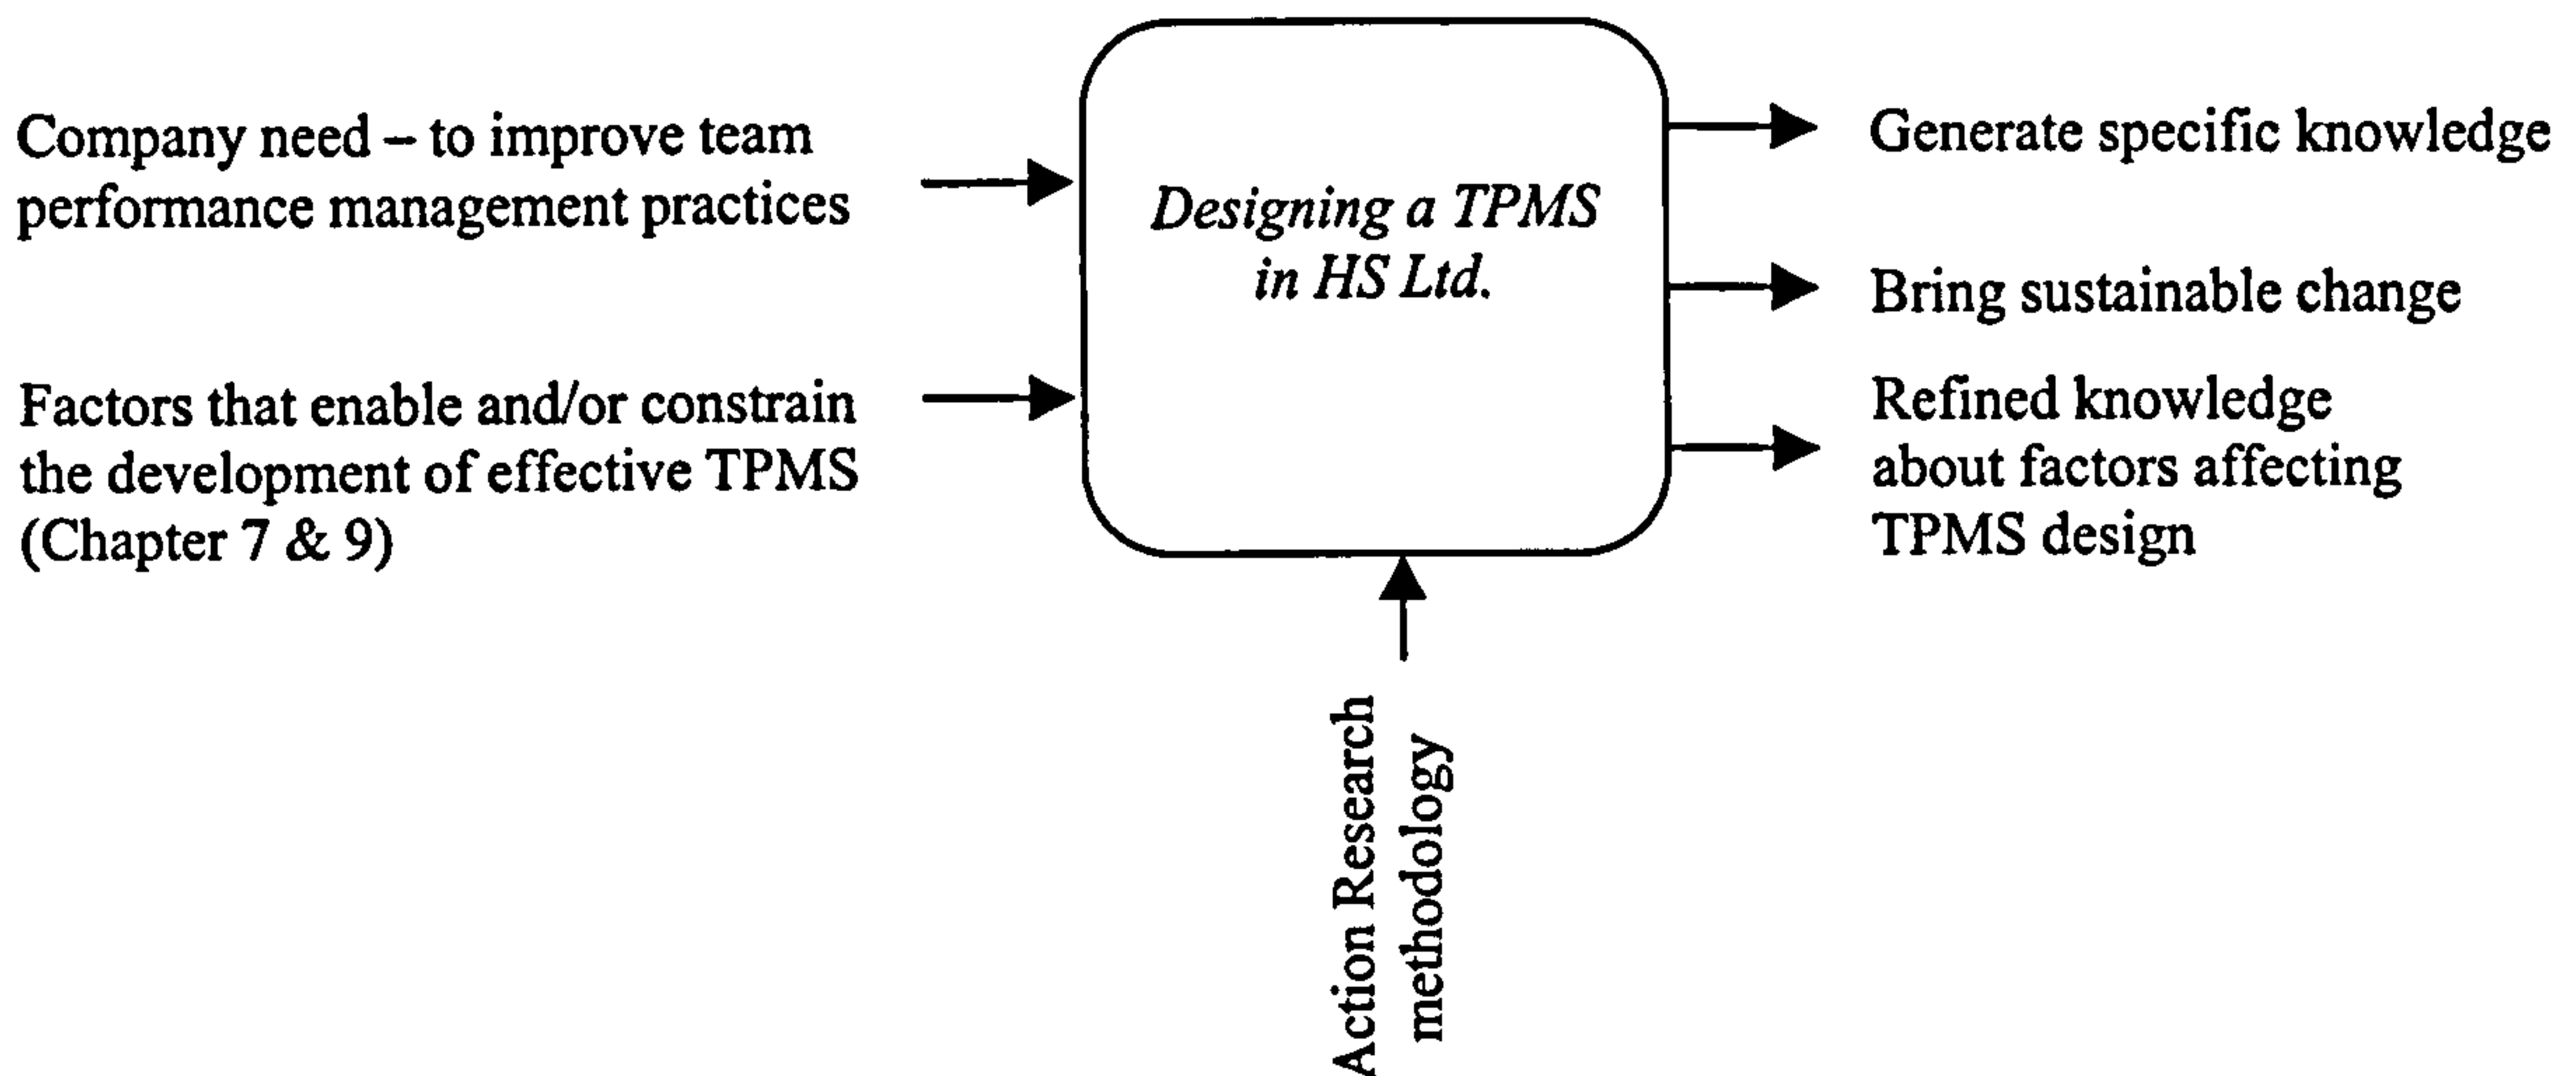 Company need – to improve team
performance management practices
Factors that enable and/or constrain
the development of effective TPMS
(Chapter 7 & 9)
Designing a TPMS
in HS Ltd.
Generate specific knowledge
Bring sustainable change
Refined knowledge
about factors affecting
TPMS design
Action Research
methodology